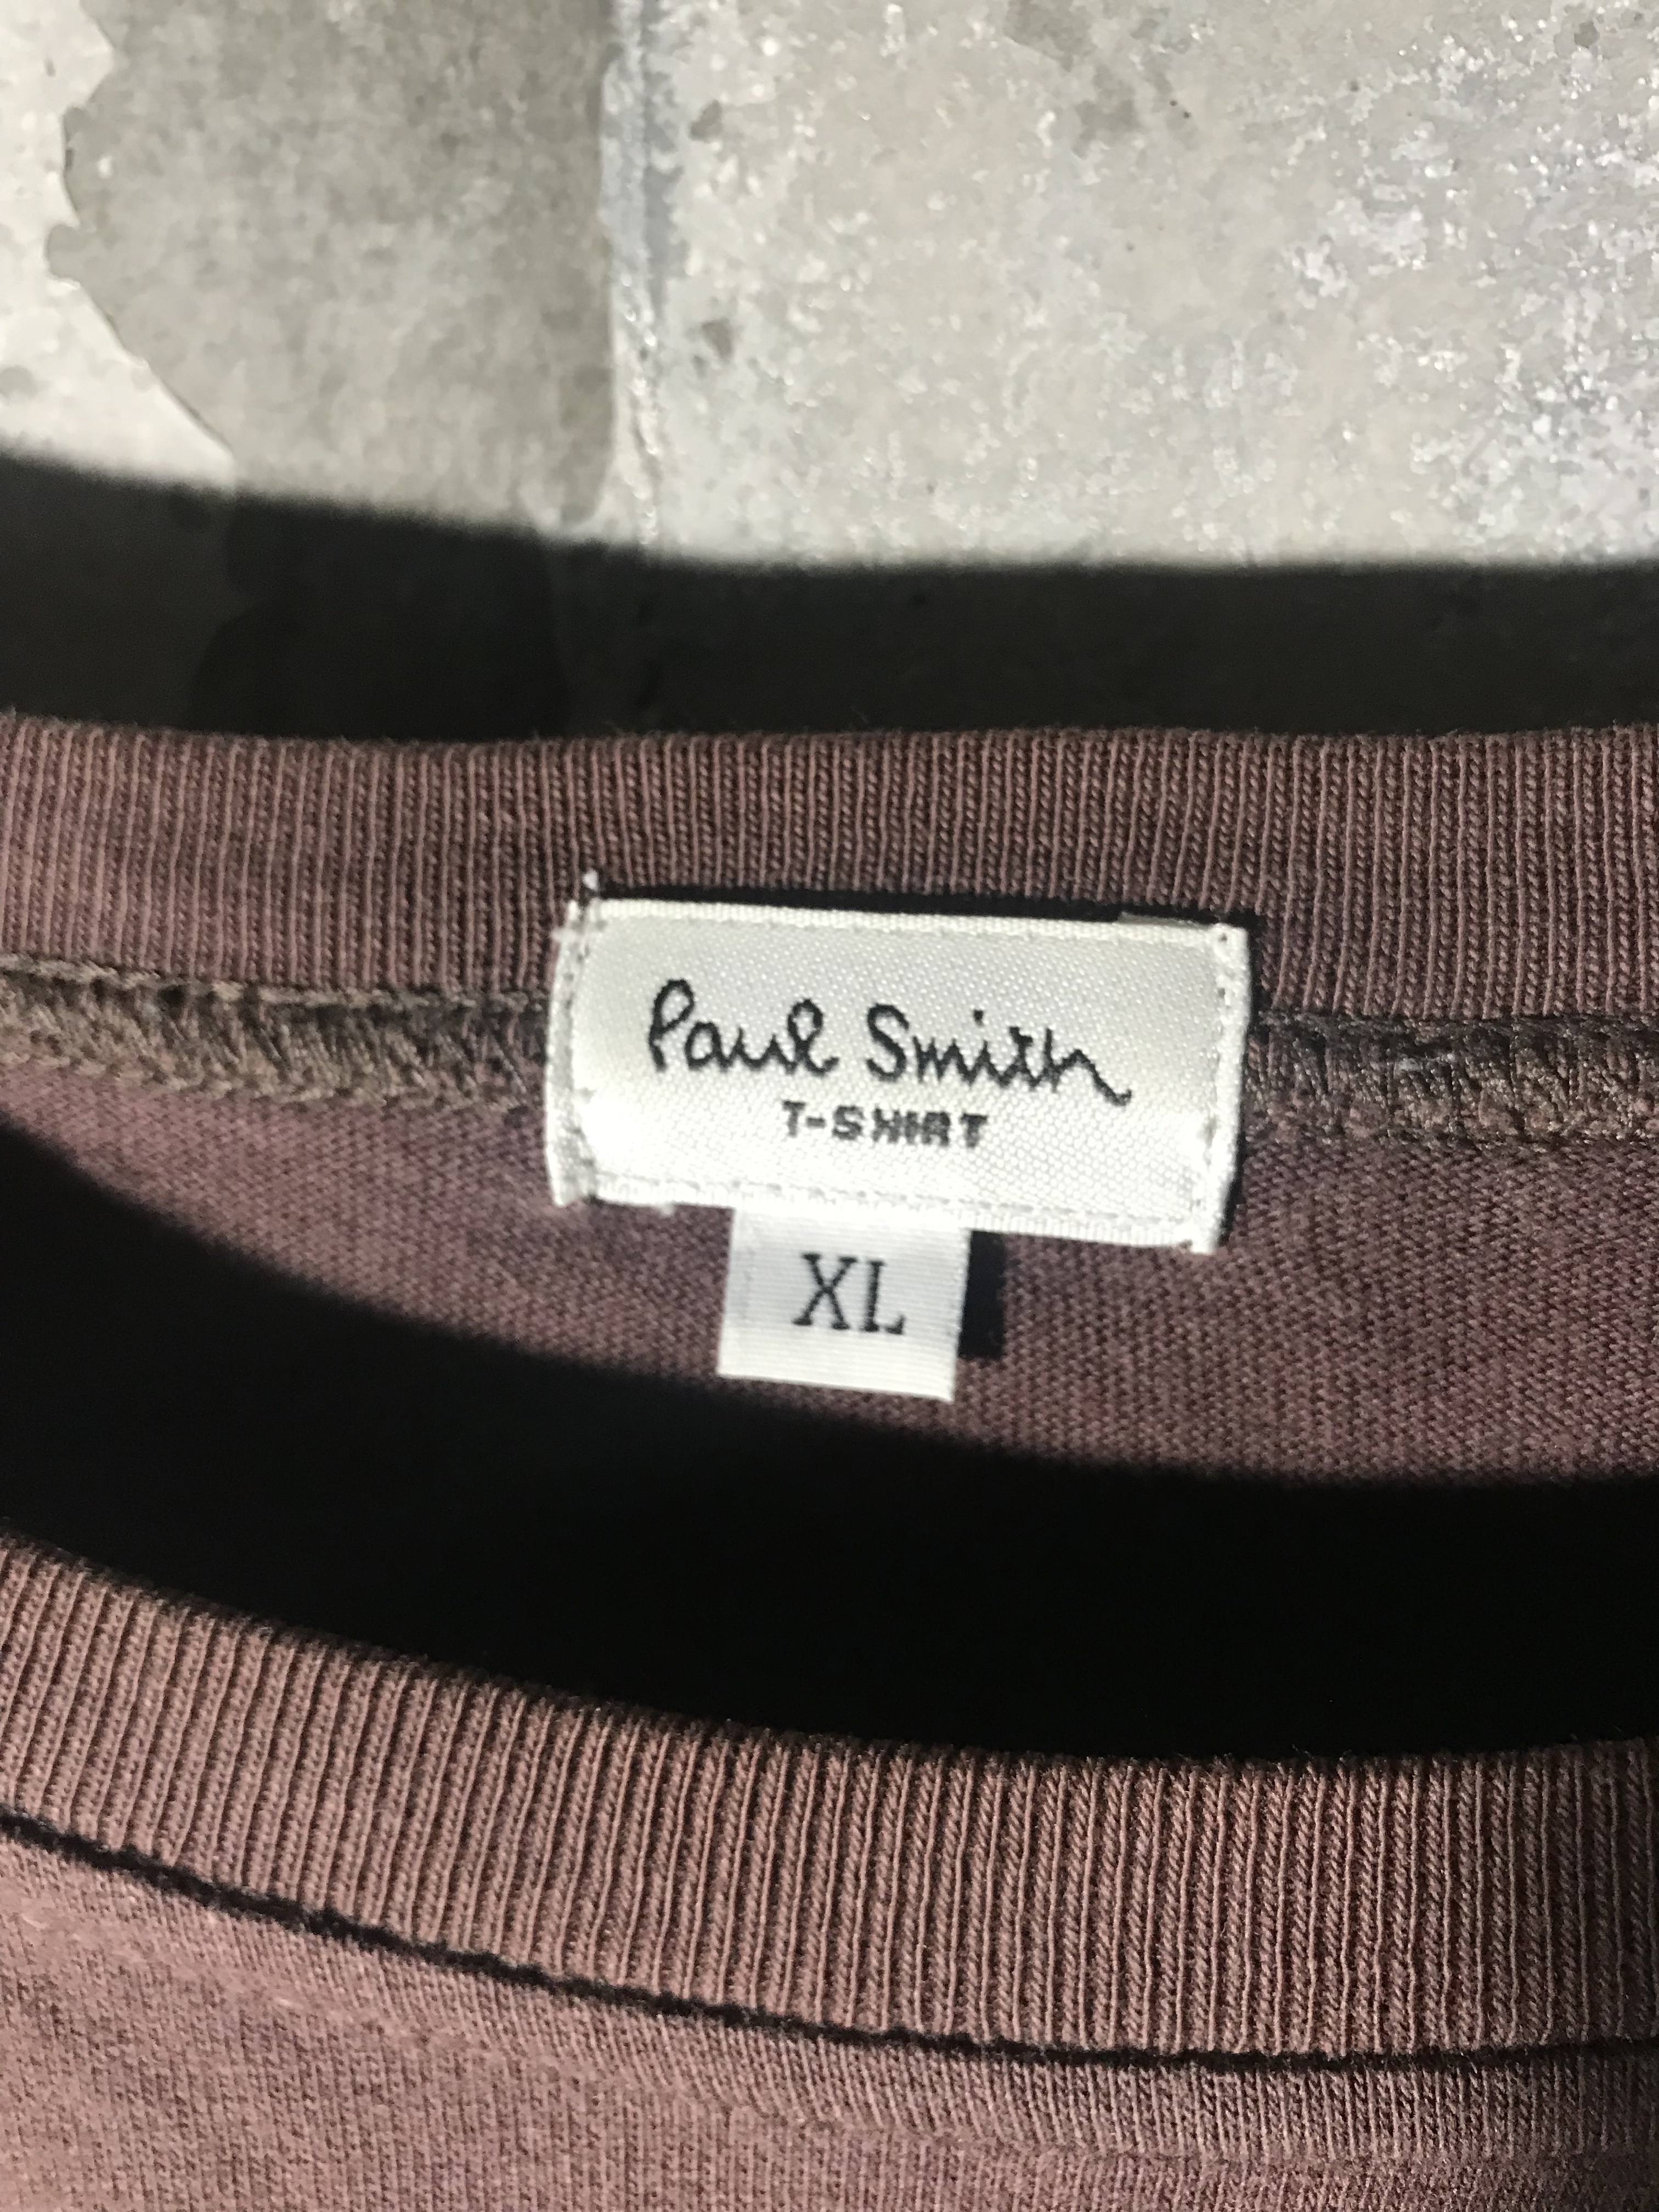 Paul Smith
T-SHIRT
XL